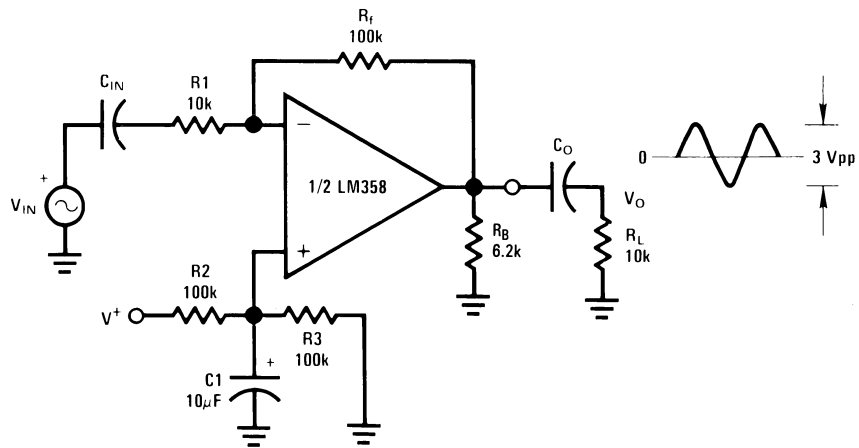 Rf
100k
CIN
R1
10k
CO
0
3 Vpp
−
1/2 LM358
+
VIN
+
VO
RB
6.2k
RL
10k
R2
100k
V+
R3
100k
+
C1
10μF